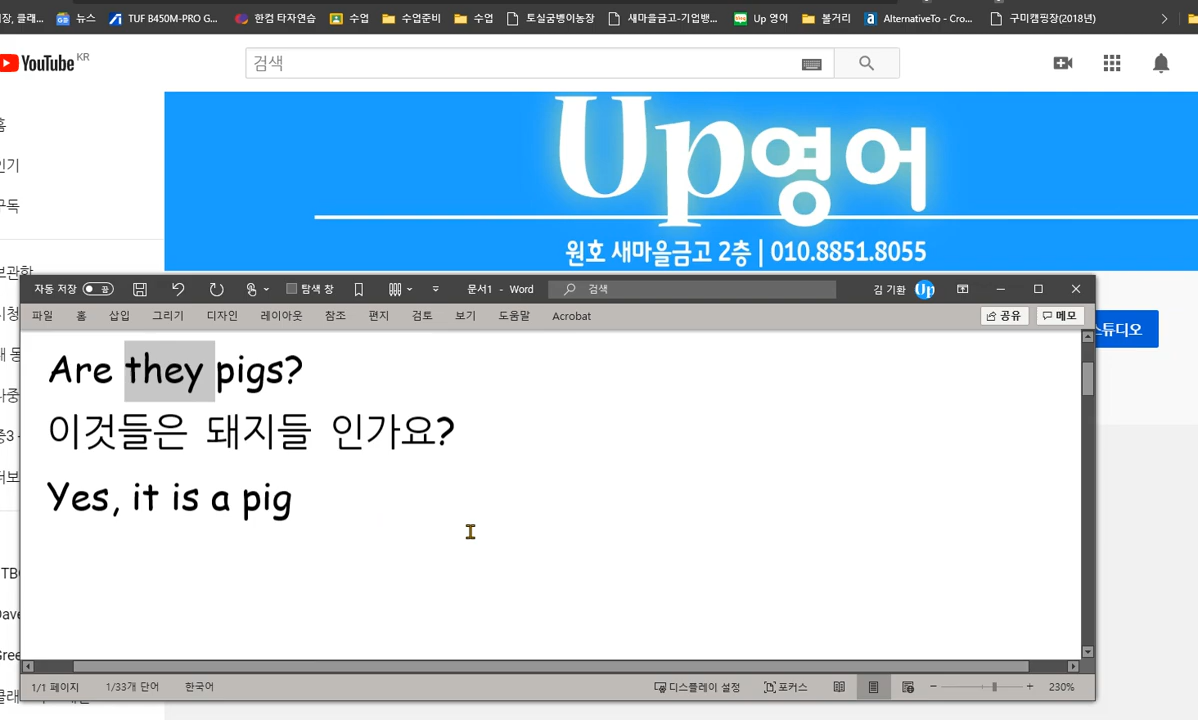 뉴스 TUF B450M-PRO G... 한컴 타자연습 수업 수업준비 수업 토실굼벵이농장 새마을금고-기업뱅... Up 영어 볼거리 AlternativeTo - Cro... 구미캠핑장(2018년)
YouTube KR
검색
Up영어
원호 새마을금고 2층 | 010.8851.8055
자동 저장 끔 탐색 창 문서1 - Word 검색 김 기환 Up
파일 홈 삽입 그리기 디자인 레이아웃 참조 편지 검토 보기 도움말 Acrobat 공유 메모
스튜디오
Are they pigs?
이것들은 돼지들 인가요?
Yes, it is a pig
1/1 페이지 1/33개 단어 한국어 디스플레이 설정 포커스 230%